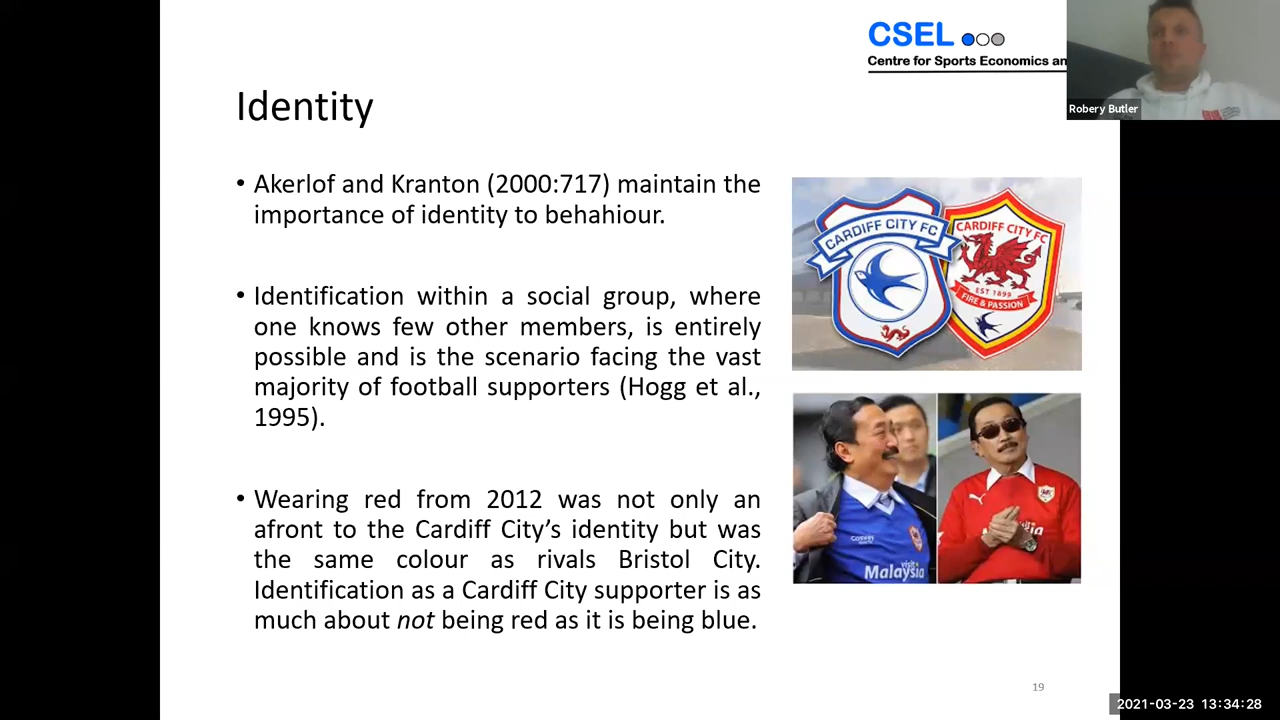 CSEL
Centre for Sports Economics an
Robery Butler
Identity
• Akerlof and Kranton (2000:717) maintain the
importance of identity to behahiour.
• Identification within a social group, where
one knows few other members, is entirely
possible and is the scenario facing the vast
majority of football supporters (Hogg et al.,
1995).
• Wearing red from 2012 was not only an
afront to the Cardiff City’s identity but was
the same colour as rivals Bristol City.
Identification as a Cardiff City supporter is as
much about not being red as it is being blue.
CARDIFF CITY FC
CARDIFF CITY FC
EST 1899
FIRE & PASSION
visit
Malaysia
19
2021-03-23 13:34:28